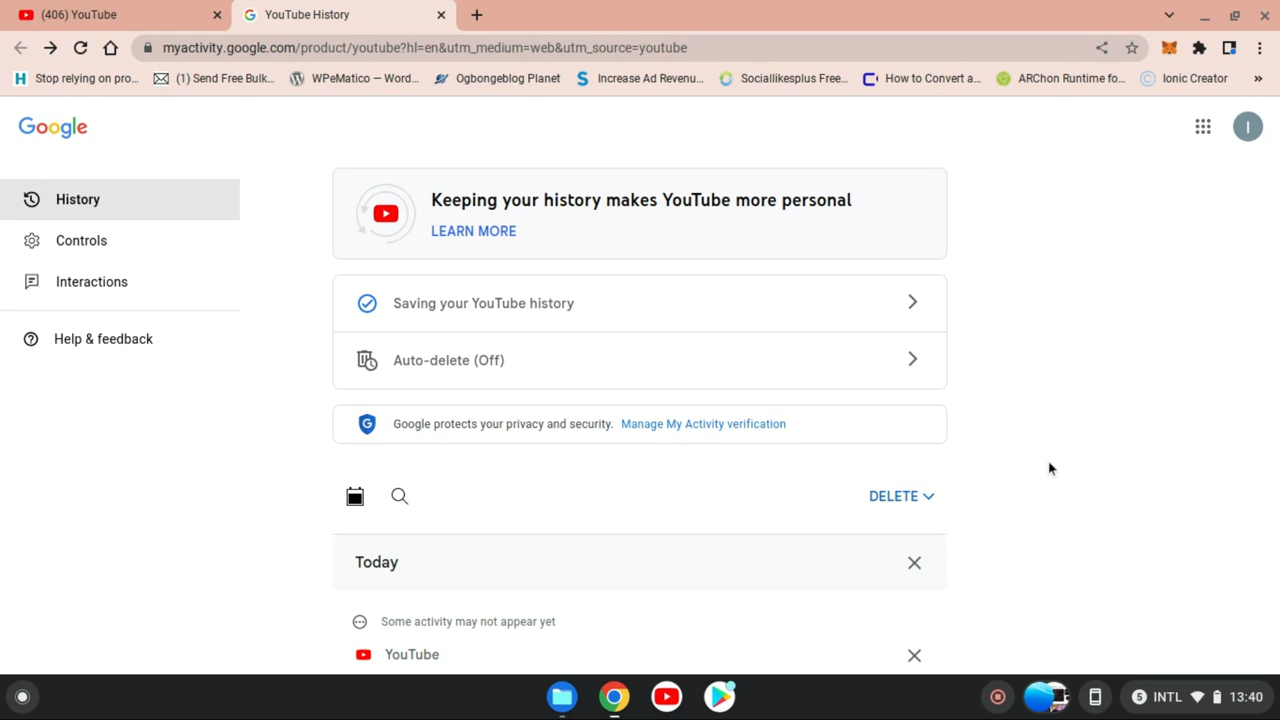 (406) YouTube
YouTube History
myactivity.google.com/product/youtube?hl=en&utm_medium=web&utm_source=youtube
Stop relying on pro...
(1) Send Free Bulk...
WPeMatico — Word...
Ogbongeblog Planet
Increase Ad Revenu...
Sociallikesplus Free...
How to Convert a...
ARChon Runtime fo...
Ionic Creator
»
Google
I
History
Controls
Interactions
Help & feedback
Keeping your history makes YouTube more personal
LEARN MORE
Saving your YouTube history
Auto-delete (Off)
Google protects your privacy and security. Manage My Activity verification
DELETE
Today
Some activity may not appear yet
YouTube
5 INTL 13:40